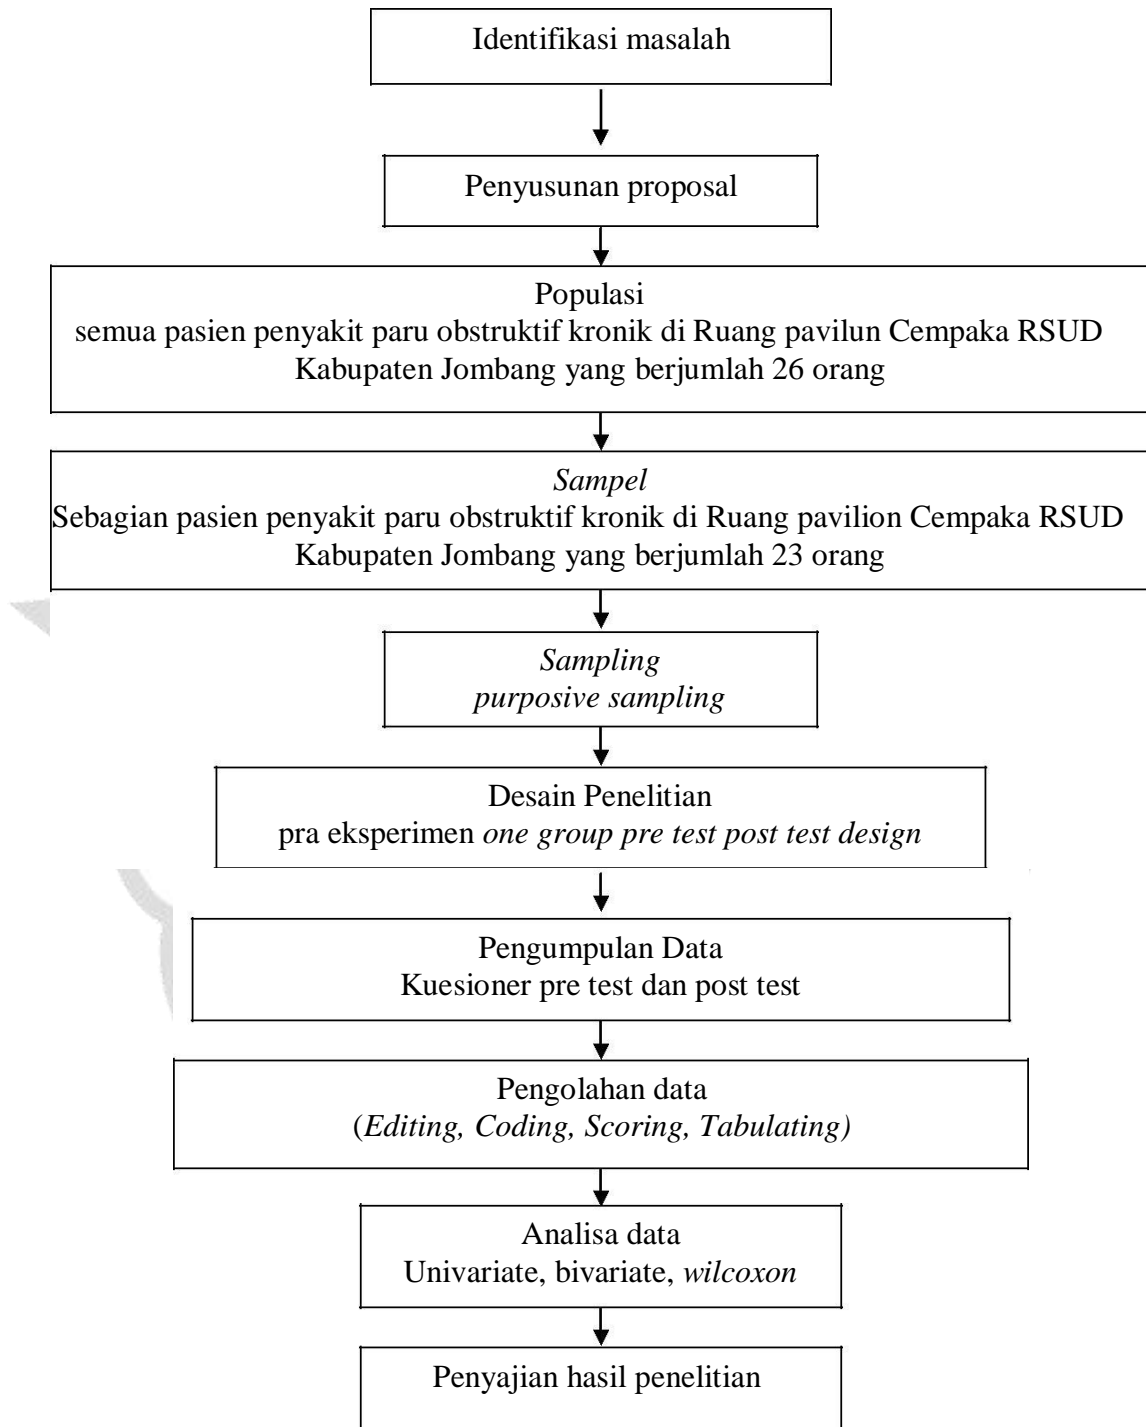 Identifikasi masalah
Penyusunan proposal
Populasi
semua pasien penyakit paru obstruktif kronik di Ruang pavilun Cempaka RSUD
Kabupaten Jombang yang berjumlah 26 orang
Sampel
Sebagian pasien penyakit paru obstruktif kronik di Ruang pavilion Cempaka RSUD
Kabupaten Jombang yang berjumlah 23 orang
Sampling
purposive sampling
Desain Penelitian
pra eksperimen one group pre test post test design
Pengumpulan Data
Kuesioner pre test dan post test
Pengolahan data
(Editing, Coding, Scoring, Tabulating)
Analisa data
Univariate, bivariate, wilcoxon
Penyajian hasil penelitian